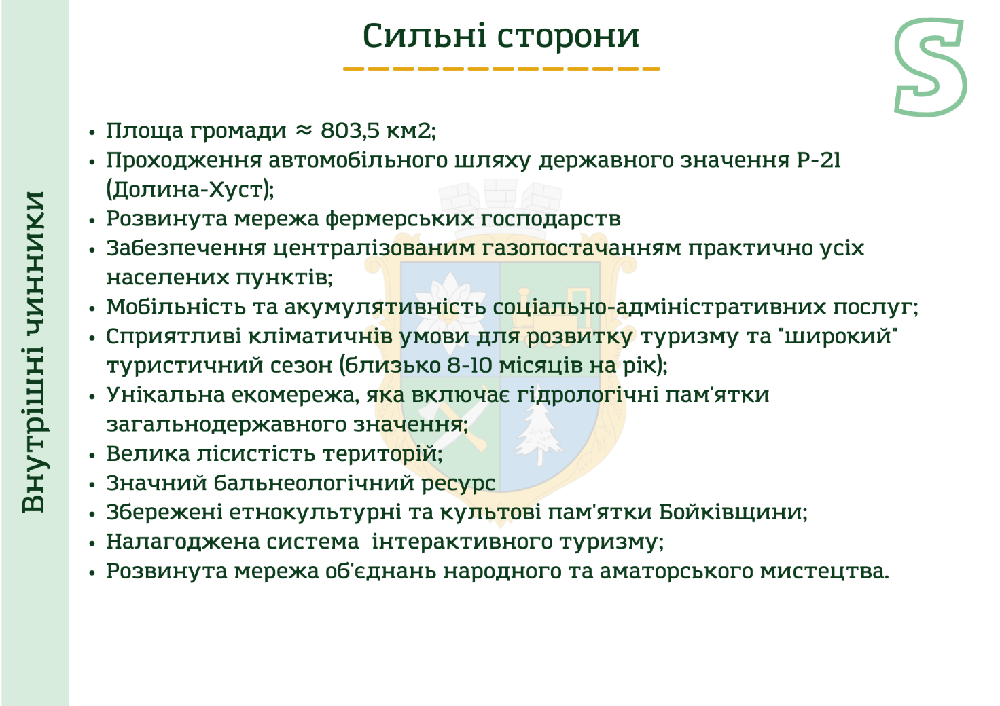 Сильні сторони
S
Внутрішні чинники
• Площа громади ≈ 803,5 км2;
• Проходження автомобільного шляху державного значення Р-21
(Долина-Хуст);
• Розвинута мережа фермерських господарств
• Забезпечення централізованим газопостачанням практично усіх
населених пунктів;
• Мобільність та акумулятивність соціально-адміністративних послуг;
• Сприятливі кліматичнів умови для розвитку туризму та "широкий"
туристичний сезон (близько 8-10 місяців на рік);
• Унікальна екомережа, яка включає гідрологічні пам'ятки
загальнодержавного значення;
• Велика лісистість територій;
• Значний бальнеологічний ресурс
• Збережені етнокультурні та культові пам'ятки Бойківщини;
• Налагоджена система  інтерактивного туризму;
• Розвинута мережа об'єднань народного та аматорського мистецтва.